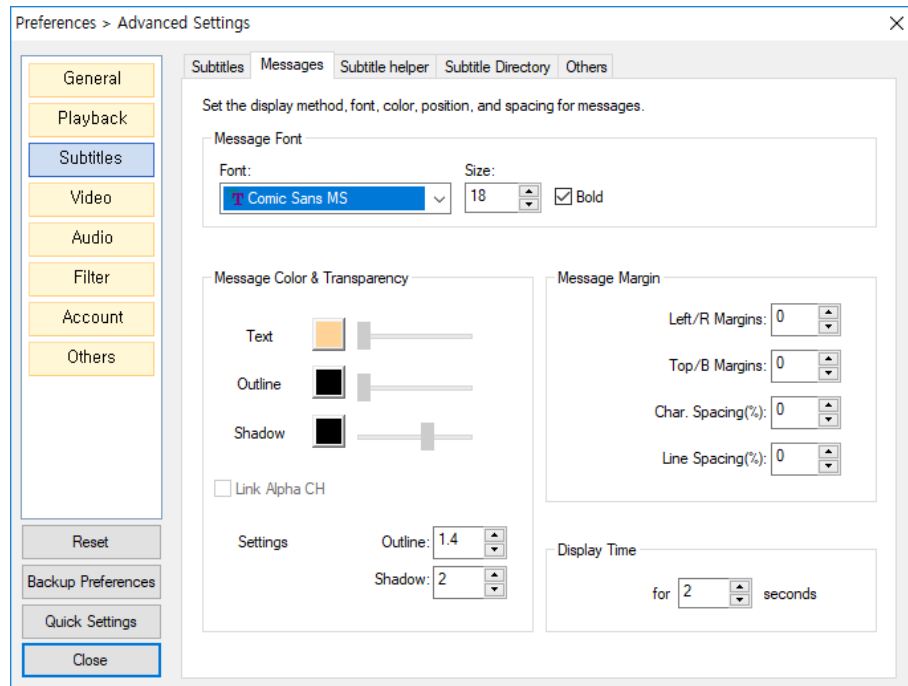 Preferences > Advanced Settings
General
Playback
Subtitles
Video
Audio
Filter
Account
Others
Reset
Backup Preferences
Quick Settings
Close
Subtitles Messages Subtitle helper Subtitle Directory Others
Set the display method, font, color, position, and spacing for messages.
Message Font
Font: Size:
T Comic Sans MS 18 Bold
Message Color & Transparency
Text
Outline
Shadow
Link Alpha CH
Settings Outline: 1.4
Shadow: 2
Message Margin
Left/R Margins: 0
Top/B Margins: 0
Char. Spacing(%): 0
Line Spacing(%): 0
Display Time
for 2 seconds